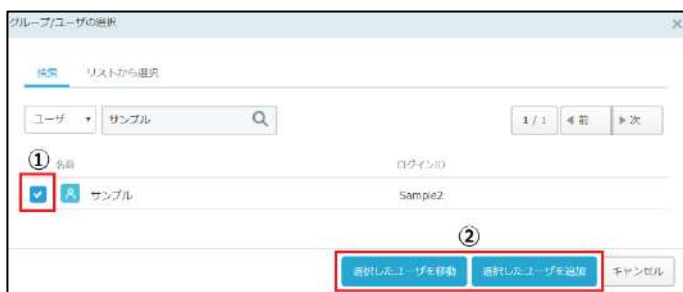 グループ/ユーザの選択 ×
検索 リストから選択
ユーザ ▼ サンプル 1 / 1 ◀前 ▶次
① 名前 ログインID
サンプル Sample2
②
選択したユーザを移動 選択したユーザを追加 キャンセル